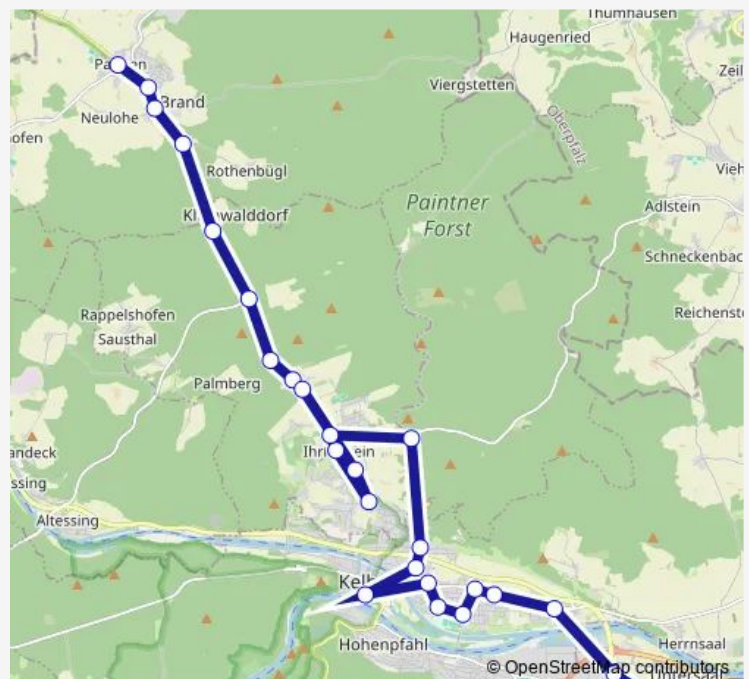 Thumhausen
Haugenried
Zeil
Viergstetten
Brand
Neulohe
ofen
Oberpfalz
Rothenbügl
Vieh
Paintner
Forst
Adlstein
Schneckenbac
Rappelshofen
Sausthal
Reichenste
Palmberg
andeck
ssing
Altessing
Hohenpfahl
Herrnsaal
© OpenStreetMap contributors